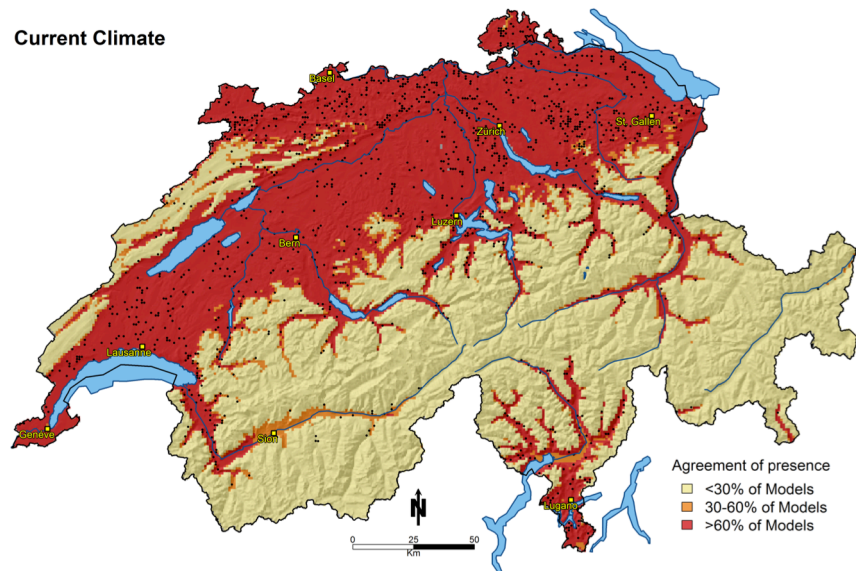 Current Climate
Basel
Zürich
St. Gallen
Luzern
Bern
Lausanne
Genève
Sion
Lugano
N
0 25 50
Km
Agreement of presence
<30% of Models
30-60% of Models
>60% of Models